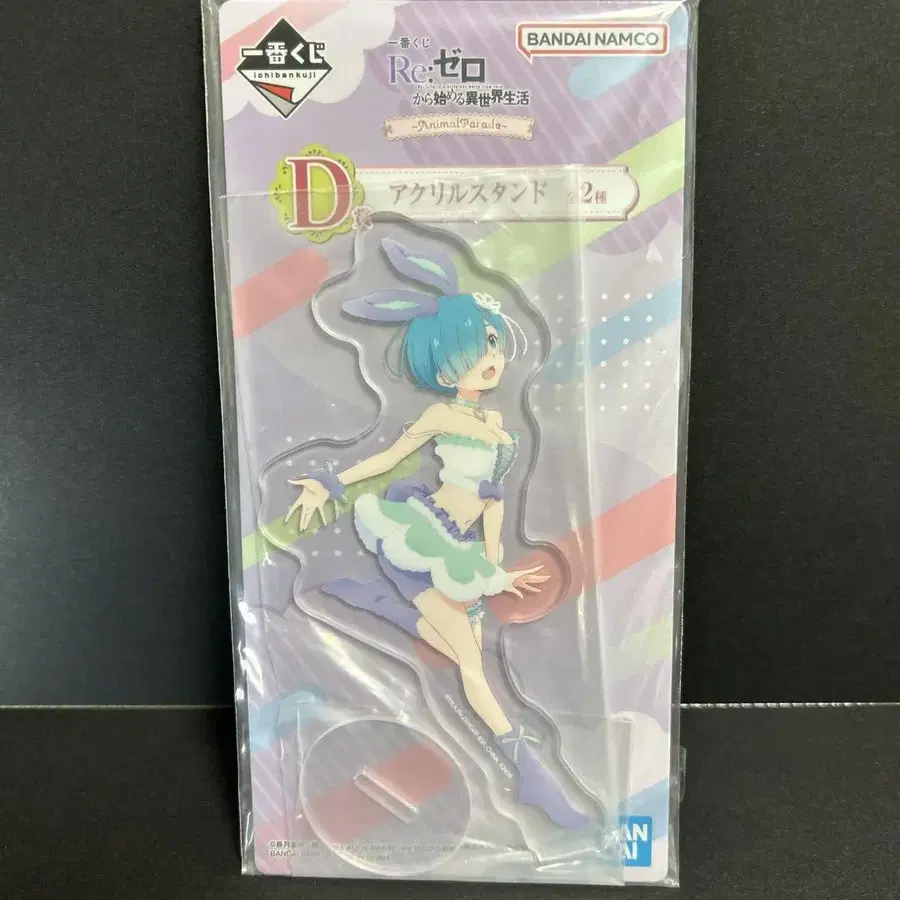 一番くじ
ichibankuji
BANDAI NAMCO
一番くじ
Re:ゼロ
から始める異世界生活
~AnimalParade~
D賞
アクリルスタンド 全2種
CHINA
BANDAI